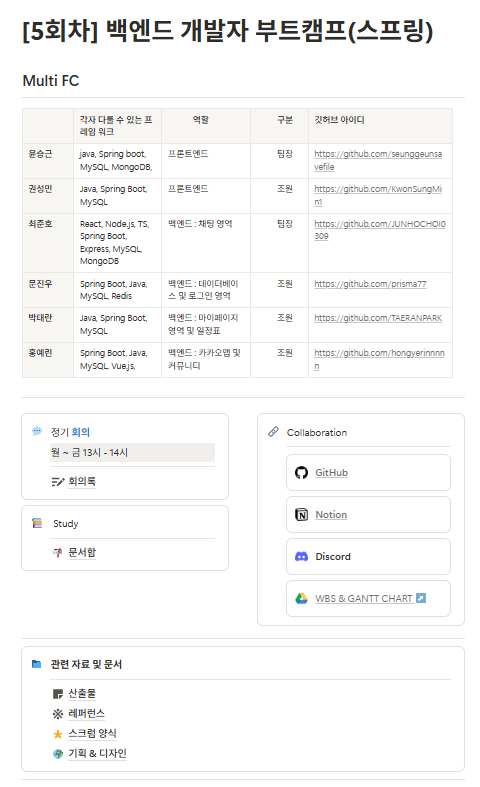 [5회차] 백엔드 개발자 부트캠프(스프링)
Multi FC
각자 다룰 수 있는 프
레임 워크
역할
구분
깃허브 아이디
윤승근
java, Spring boot,
MySQL, MongoDB,
프론트엔드
팀장
https://github.com/seunggeunsa
vefile
권성민
Java, Spring Boot,
MySQL
프론트엔드
조원
https://github.com/KwonSungMi
n1
최준호
React, Node.js, TS,
Spring Boot,
Express, MySQL,
MongoDB
백엔드 : 채팅 영역
팀장
https://github.com/JUNHOCHOI0
309
문진우
Spring Boot, Java,
MySQL, Redis
백엔드 : 데이터베이
스 및 로그인 영역
조원
https://github.com/prisma77
박태란
Java, Spring Boot,
MySQL
백엔드 : 마이페이지
영역 및 일정표
조원
https://github.com/TAERANPARK
홍예린
Spring Boot, Java,
MySQL, Vue.js,
백엔드 : 카카오맵 및
커뮤니티
조원
https://github.com/hongyerinnnn
n
정기 회의
월 ~ 금 13시 - 14시
회의록
Study
문서함
Collaboration
GitHub
Notion
Discord
WBS & GANTT CHART
관련 자료 및 문서
산출물
레퍼런스
스크럼 양식
기획 & 디자인